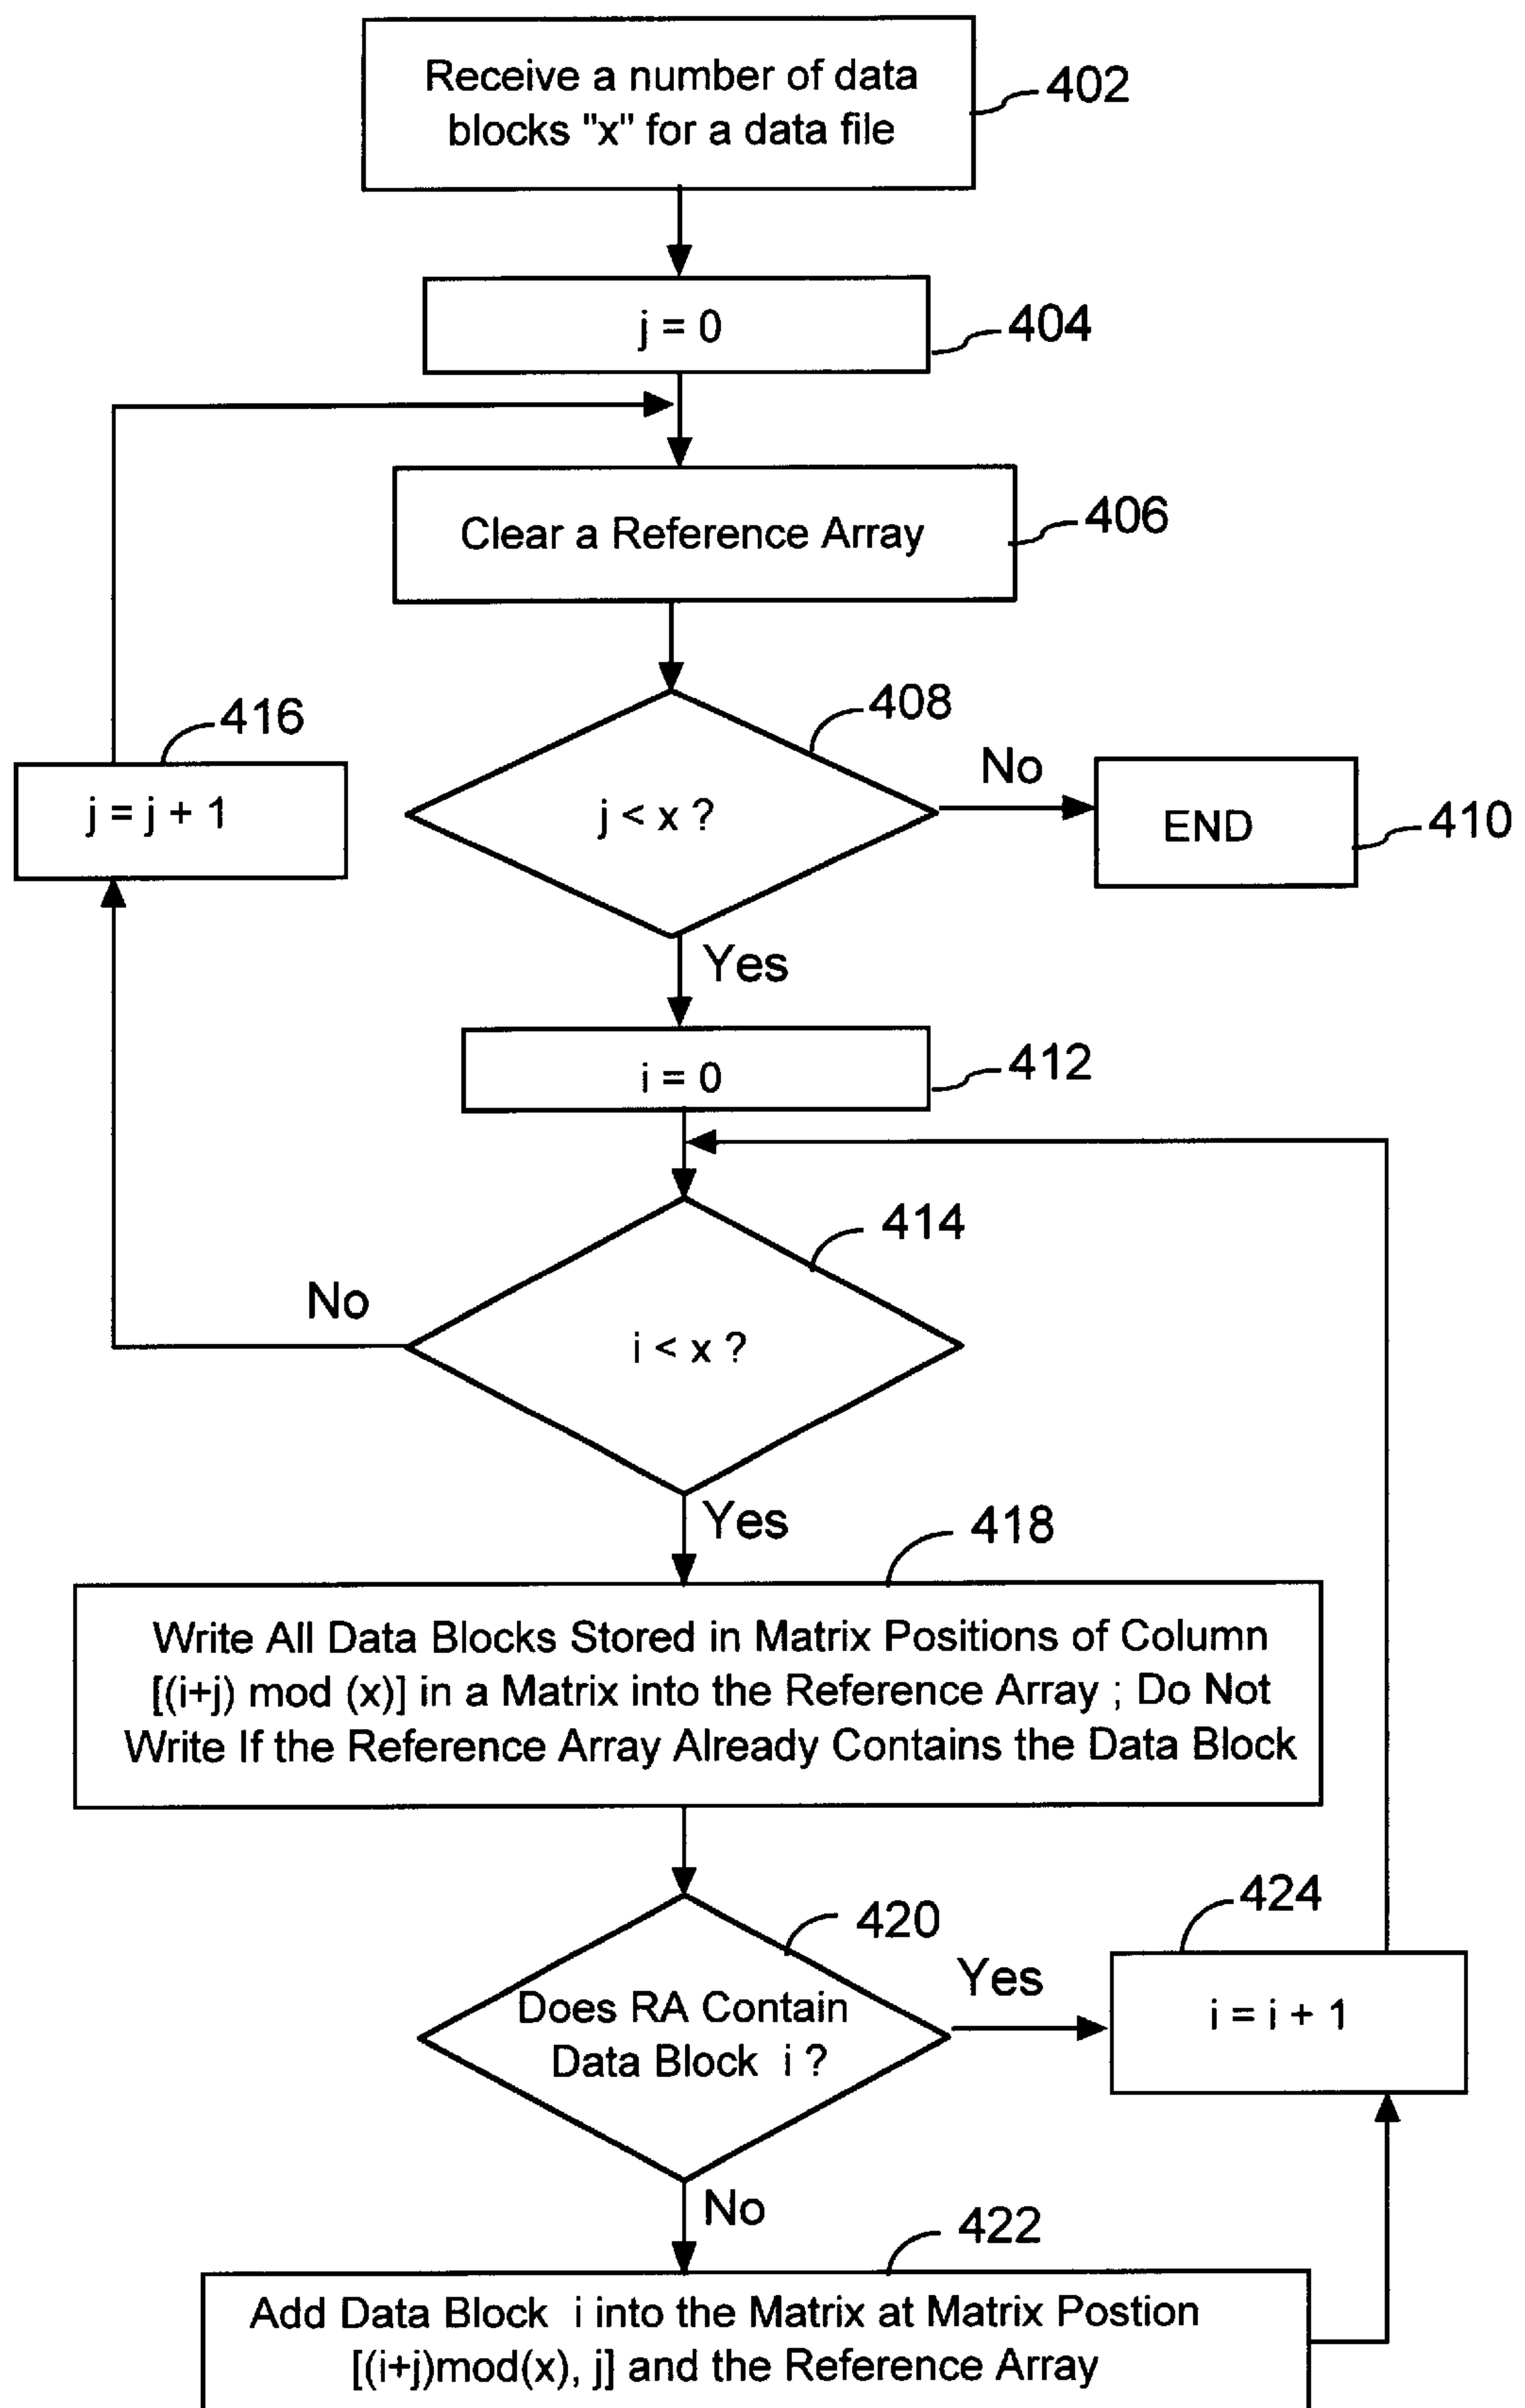 Receive a number of data
blocks "x" for a data file
402
j = 0
404
Clear a Reference Array
406
416
408
j = j + 1
j < x ?
No
END
410
Yes
i = 0
412
414
No
i < x ?
Yes
418
Write All Data Blocks Stored in Matrix Positions of Column
[(i+j) mod (x)] in a Matrix into the Reference Array ; Do Not
Write If the Reference Array Already Contains the Data Block
420
424
Does RA Contain
Data Block i ?
Yes
i = i + 1
No
422
Add Data Block i into the Matrix at Matrix Postion
[(i+j)mod(x), j] and the Reference Array